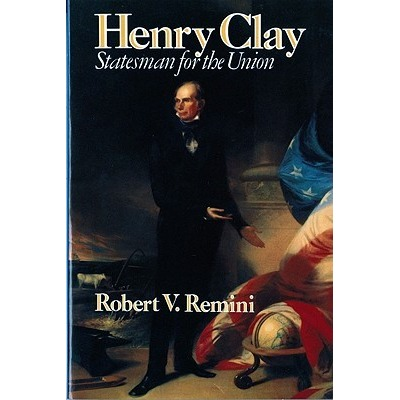 Henry Clay
Statesman for the Union
Robert V. Remini